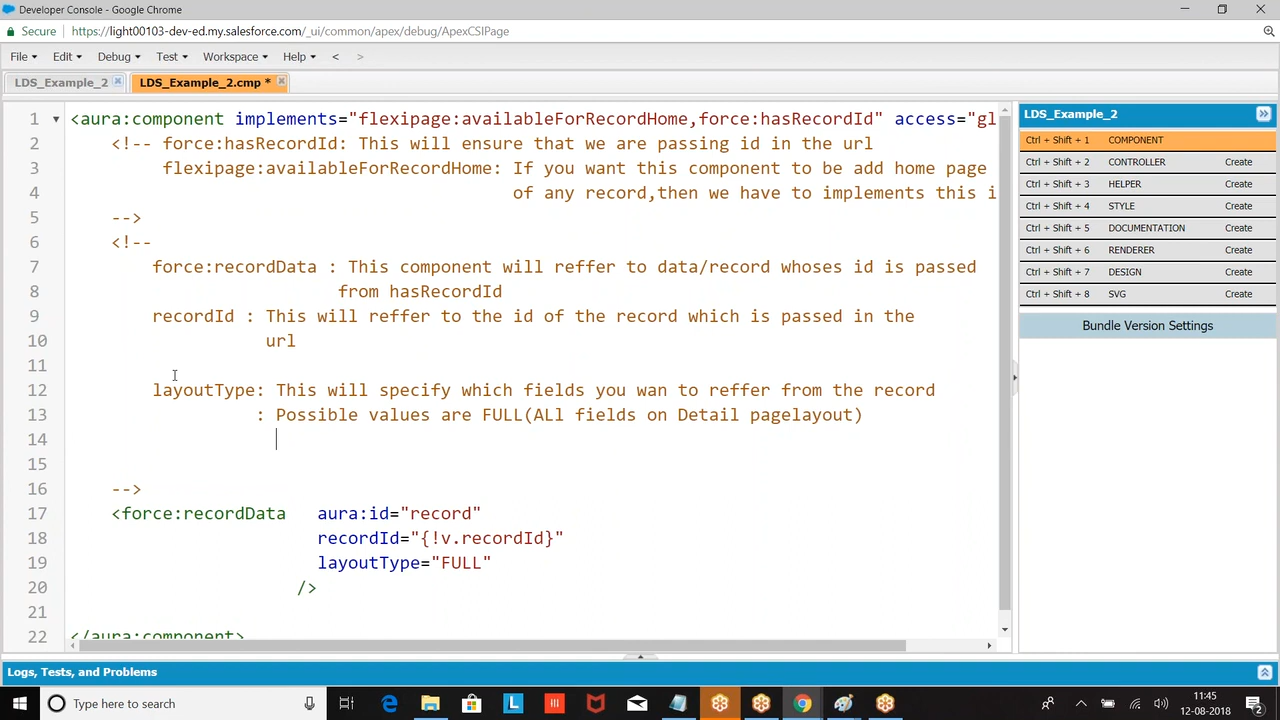 Developer Console - Google Chrome
Secure https://light00103-dev-ed.my.salesforce.com/_ui/common/apex/debug/ApexCSIPage
File Edit Debug Test Workspace Help < >
LDS_Example_2 LDS_Example_2.cmp *
1 <aura:component implements="flexipage:availableForRecordHome,force:hasRecordId" access="gl
2 <!-- force:hasRecordId: This will ensure that we are passing id in the url
3 flexipage:availableForRecordHome: If you want this component to be add home page
4 of any record,then we have to implements this i
5 -->
6 <!--
7 force:recordData : This component will reffer to data/record whoses id is passed
8 from hasRecordId
9 recordId : This will reffer to the id of the record which is passed in the
10 url
11
12 layoutType: This will specify which fields you wan to reffer from the record
13 : Possible values are FULL(ALl fields on Detail pagelayout)
14
15
16 -->
17 <force:recordData aura:id="record"
18 recordId="{!v.recordId}"
19 layoutType="FULL"
20 />
21
22 </aura:component>
LDS_Example_2
Ctrl + Shift + 1 COMPONENT
Ctrl + Shift + 2 CONTROLLER Create
Ctrl + Shift + 3 HELPER Create
Ctrl + Shift + 4 STYLE Create
Ctrl + Shift + 5 DOCUMENTATION Create
Ctrl + Shift + 6 RENDERER Create
Ctrl + Shift + 7 DESIGN Create
Ctrl + Shift + 8 SVG Create
Bundle Version Settings
Logs, Tests, and Problems
Type here to search
11:45
12-08-2018